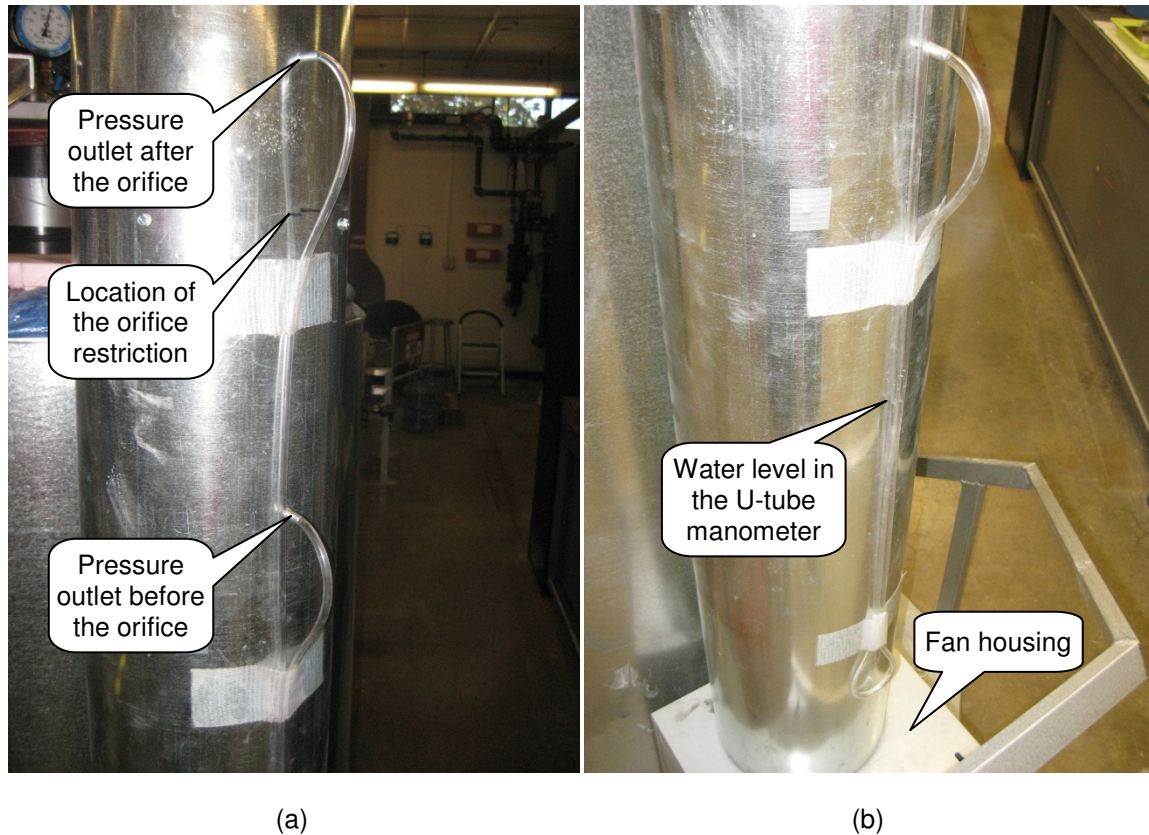 Pressure
outlet after
the orifice
Location of
the orifice
restriction
Pressure
outlet before
the orifice
Water level in
the U-tube
manometer
Fan housing
(a)
(b)